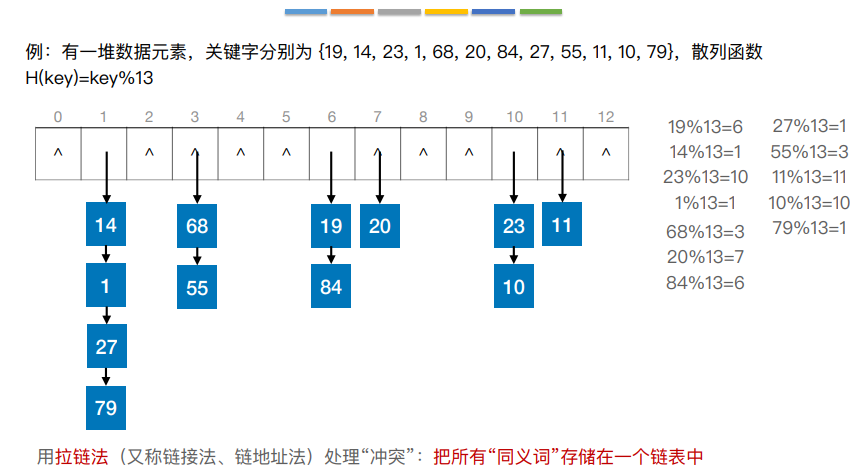 例：有一堆数据元素，关键字分别为 {19, 14, 23, 1, 68, 20, 84, 27, 55, 11, 10, 79}，散列函数
H(key)=key%13
0 1 2 3 4 5 6 7 8 9 10 11 12
^ ^ ^ ^ ^ ^ ^ ^ ^ ^
14 68 19 20 23 11
1 55 84 10
27
79
19%13=6 27%13=1
14%13=1 55%13=3
23%13=10 11%13=11
1%13=1 10%13=10
68%13=3 79%13=1
20%13=7
84%13=6
用拉链法（又称链接法、链地址法）处理“冲突”：把所有“同义词”存储在一个链表中